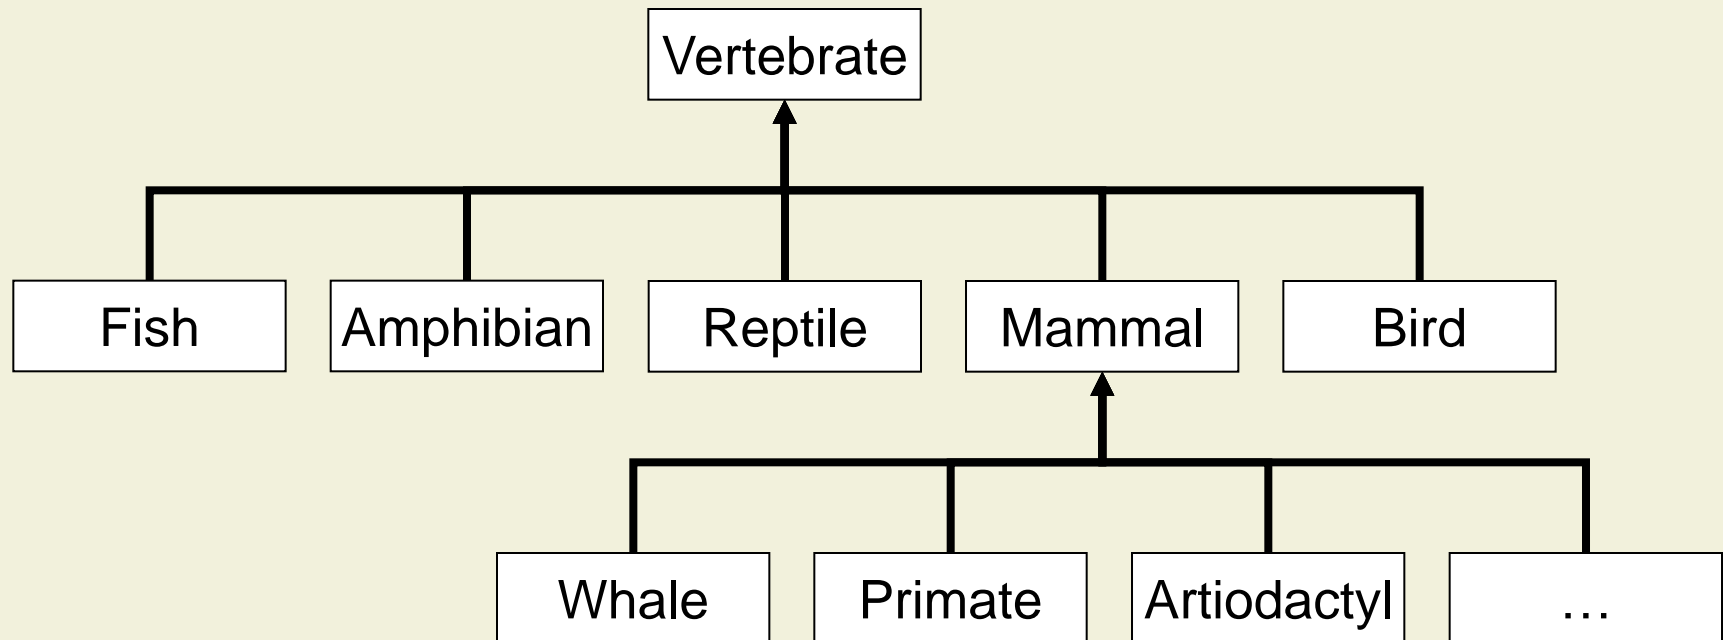 Vertebrate
Fish
Amphibian
Reptile
Mammal
Bird
Whale
Primate
Artiodactyl
…